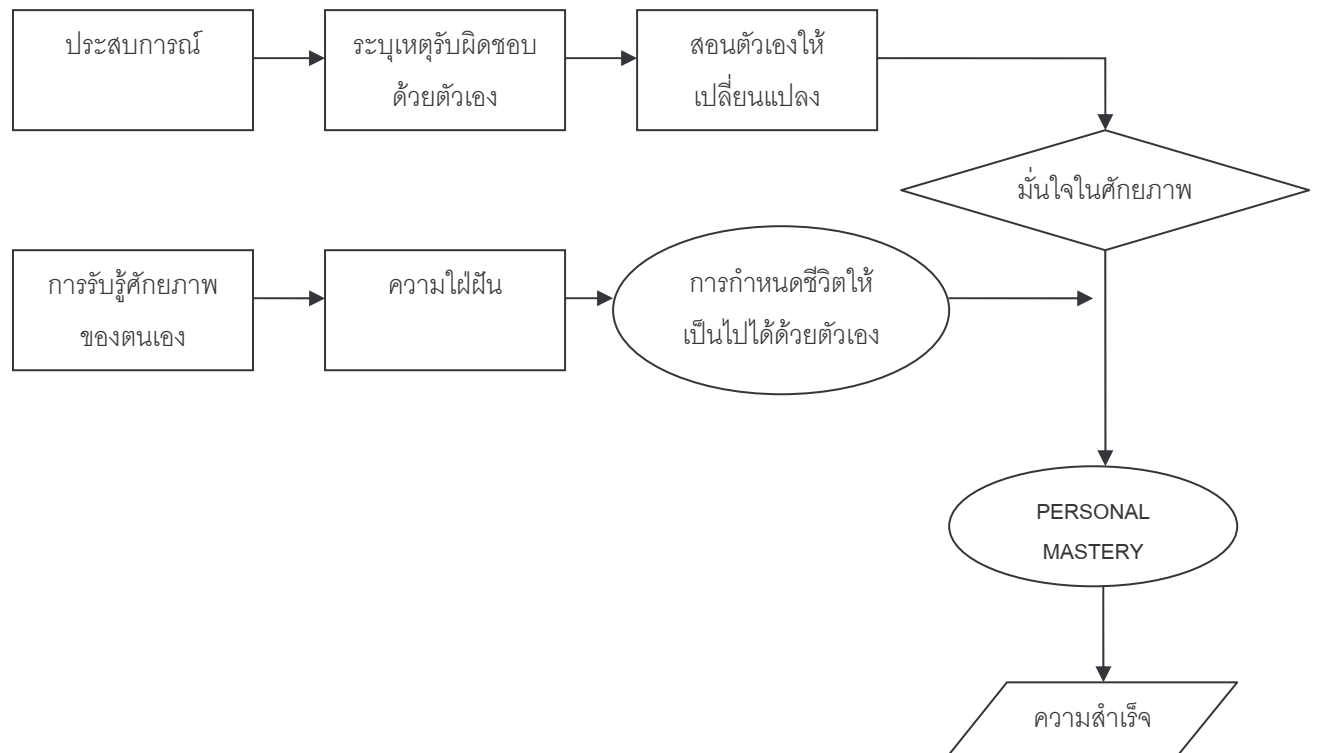 ประสบการณ์
ระบุเหตุรับผิดชอบ
ด้วยตัวเอง
สอนตัวเองให้
เปลี่ยนแปลง
มั่นใจในศักยภาพ
การรับรู้ศักยภาพ
ของตนเอง
ความใฝ่ฝัน
การกำหนดชีวิตให้
เป็นไปได้ด้วยตัวเอง
PERSONAL
MASTERY
ความสำเร็จ